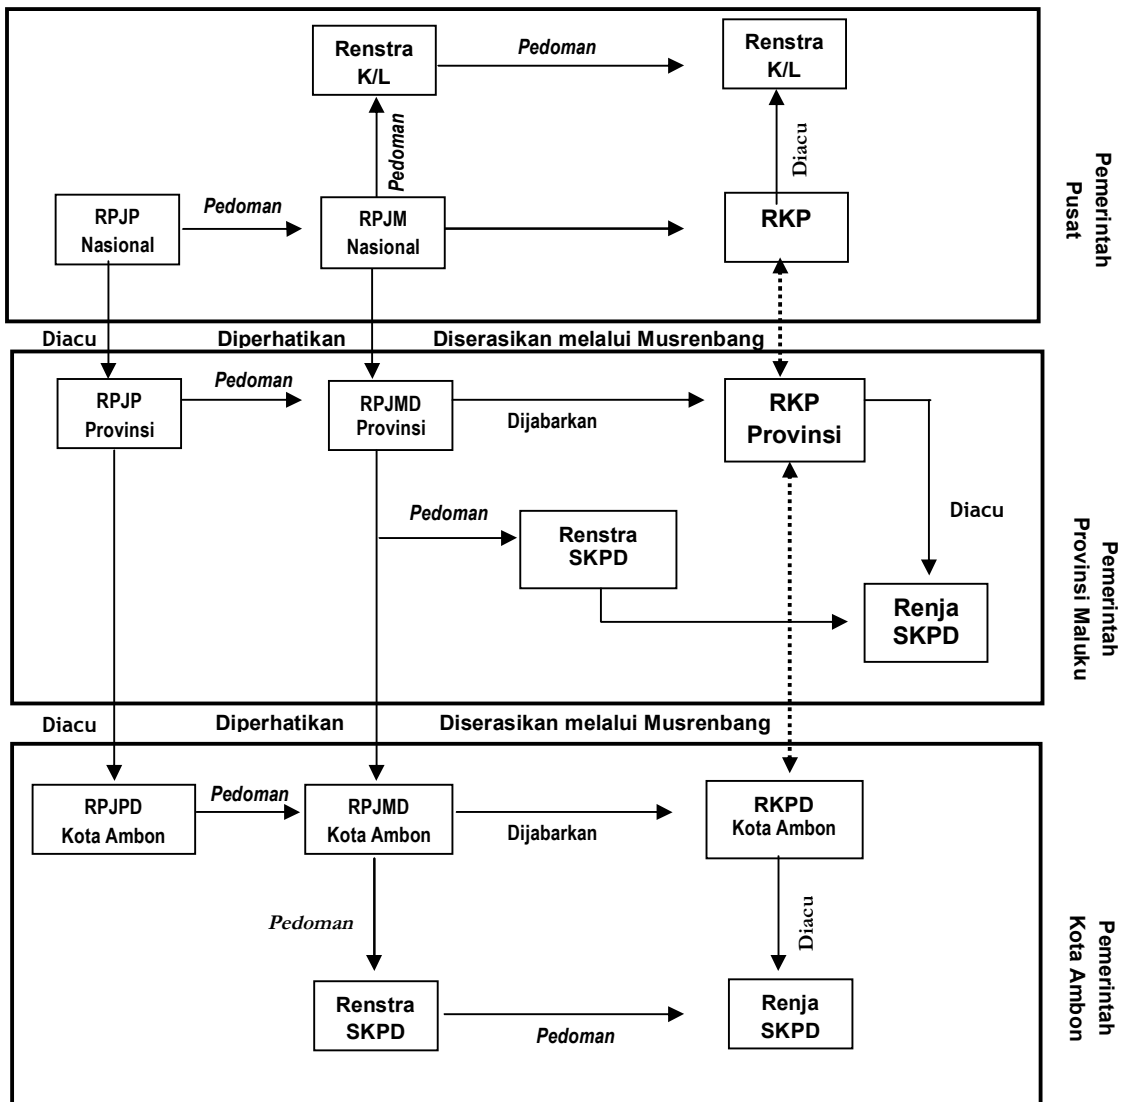 Renstra
K/L
Pedoman
Renstra
K/L
Pedoman
Diacu
RPJP
Nasional
Pedoman
RPJM
Nasional
RKP
Pemerintah
Pusat
Diacu
Diperhatikan
Diserasikan melalui Musrenbang
RPJP
Provinsi
Pedoman
RPJMD
Provinsi
Dijabarkan
RKP
Provinsi
Pedoman
Renstra
SKPD
Diacu
Renja
SKPD
Pemerintah
Provinsi Maluku
Diacu
Diperhatikan
Diserasikan melalui Musrenbang
RPJPD
Kota Ambon
Pedoman
RPJMD
Kota Ambon
Dijabarkan
RKPD
Kota Ambon
Pedoman
Diacu
Renstra
SKPD
Pedoman
Renja
SKPD
Pemerintah
Kota Ambon